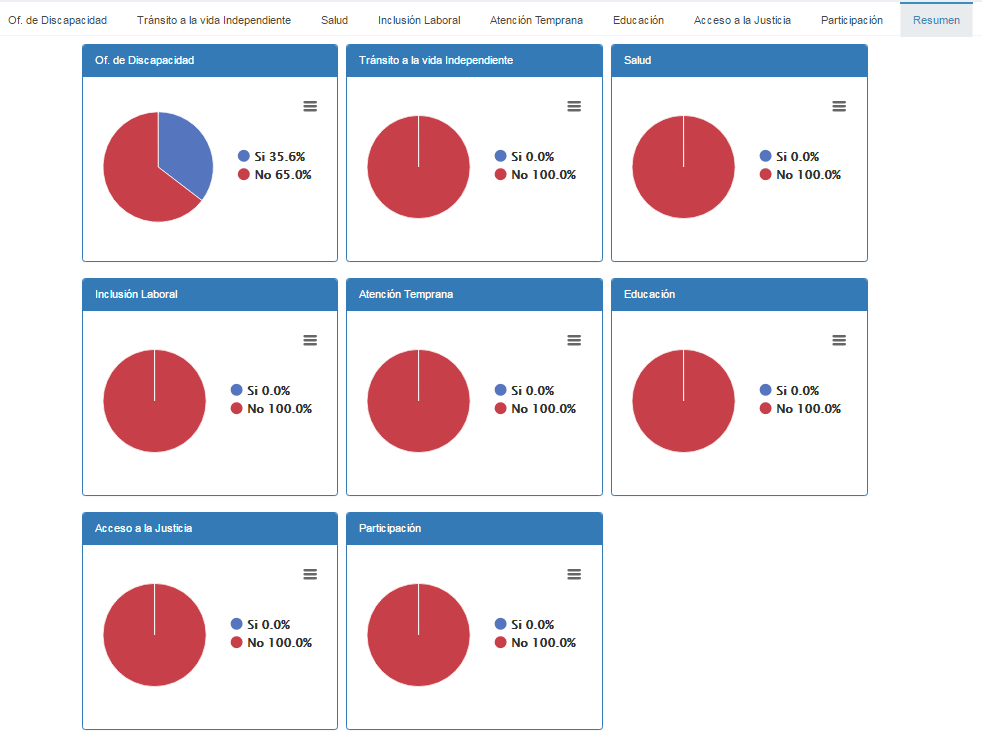 Of. de Discapacidad Tránsito a la vida Independiente Salud Inclusión Laboral Atención Temprana Educación Acceso a la Justicia Participación Resumen
Of. de Discapacidad
Si 35.6%
No 65.0%
Tránsito a la vida Independiente
Si 0.0%
No 100.0%
Salud
Si 0.0%
No 100.0%
Inclusión Laboral
Si 0.0%
No 100.0%
Atención Temprana
Si 0.0%
No 100.0%
Educación
Si 0.0%
No 100.0%
Acceso a la Justicia
Si 0.0%
No 100.0%
Participación
Si 0.0%
No 100.0%